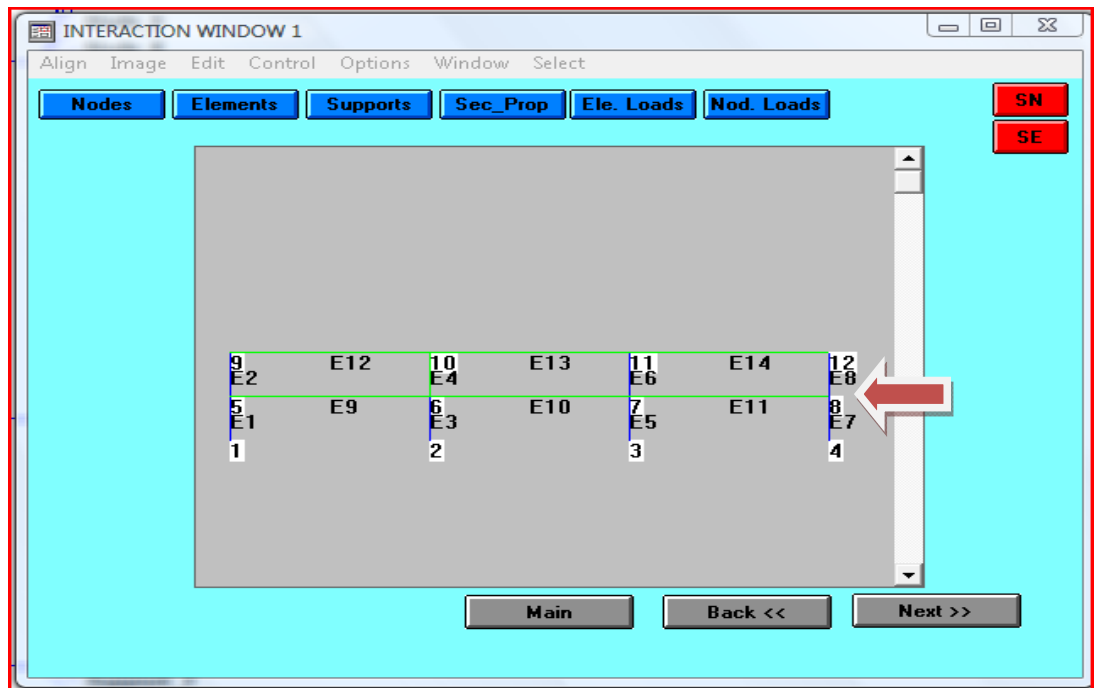 INTERACTION WINDOW 1
Align Image Edit Control Options Window Select
Nodes Elements Supports Sec_Prop Ele. Loads Nod. Loads SN
SE
9 E12 10 E13 11 E14 12
E2 E4 E6 E8
5 E9 6 E10 7 E11 8
E1 E3 E5 E7
1 2 3 4
Main Back << Next >>